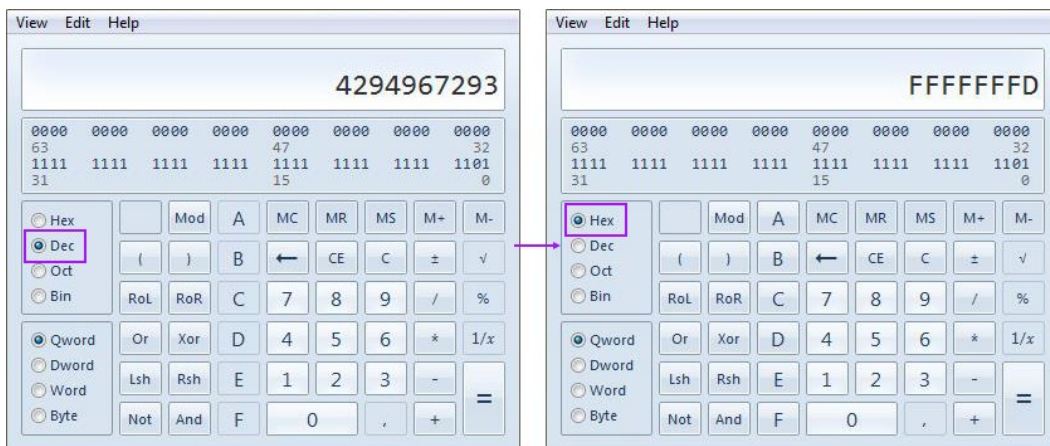 View Edit Help
4294967293
0000 0000 0000 0000 0000 0000 0000 0000
63 47 32
1111 1111 1111 1111 1111 1111 1111 1101
31 15 0
Hex
Dec
Oct
Bin
Qword
Dword
Word
Byte
Mod A MC MR MS M+ M-
( ) B ← CE C ± √
RoL RoR C 7 8 9 / %
Or Xor D 4 5 6 * 1/x
Lsh Rsh E 1 2 3 - =
Not And F 0 , +
View Edit Help
FFFFFFFD
0000 0000 0000 0000 0000 0000 0000 0000
63 47 32
1111 1111 1111 1111 1111 1111 1111 1101
31 15 0
Hex
Dec
Oct
Bin
Qword
Dword
Word
Byte
Mod A MC MR MS M+ M-
( ) B ← CE C ± √
RoL RoR C 7 8 9 / %
Or Xor D 4 5 6 * 1/x
Lsh Rsh E 1 2 3 - =
Not And F 0 , +